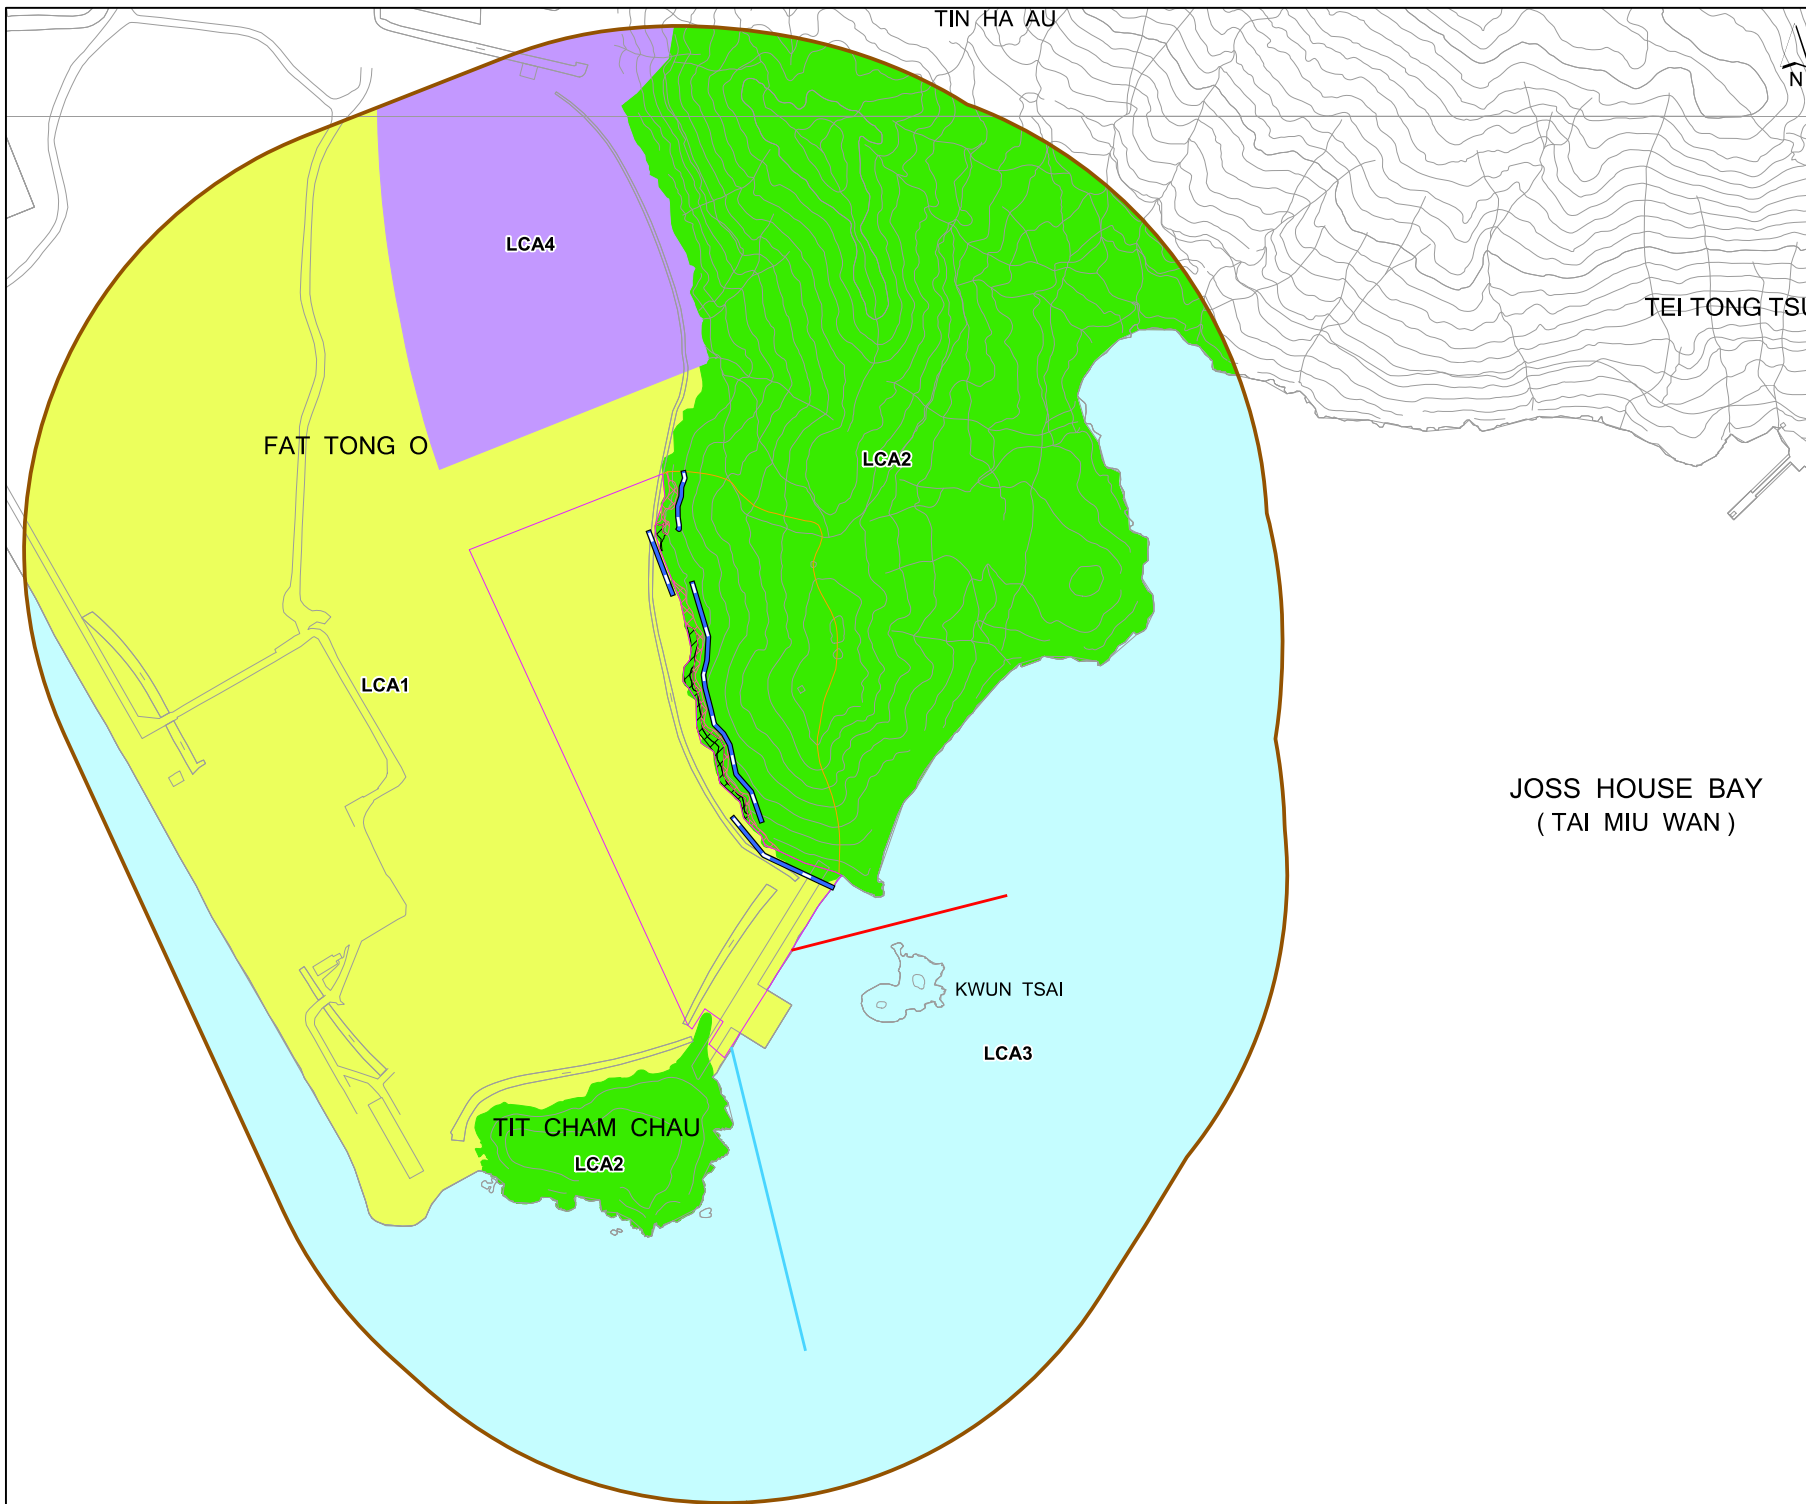 TIN HA AU
N
LCA4
TEI TONG TSU
FAT TONG O
LCA2
LCA1
JOSS HOUSE BAY
( TAI MIU WAN )
KWUN TSAI
LCA3
TIT CHAM CHAU
LCA2